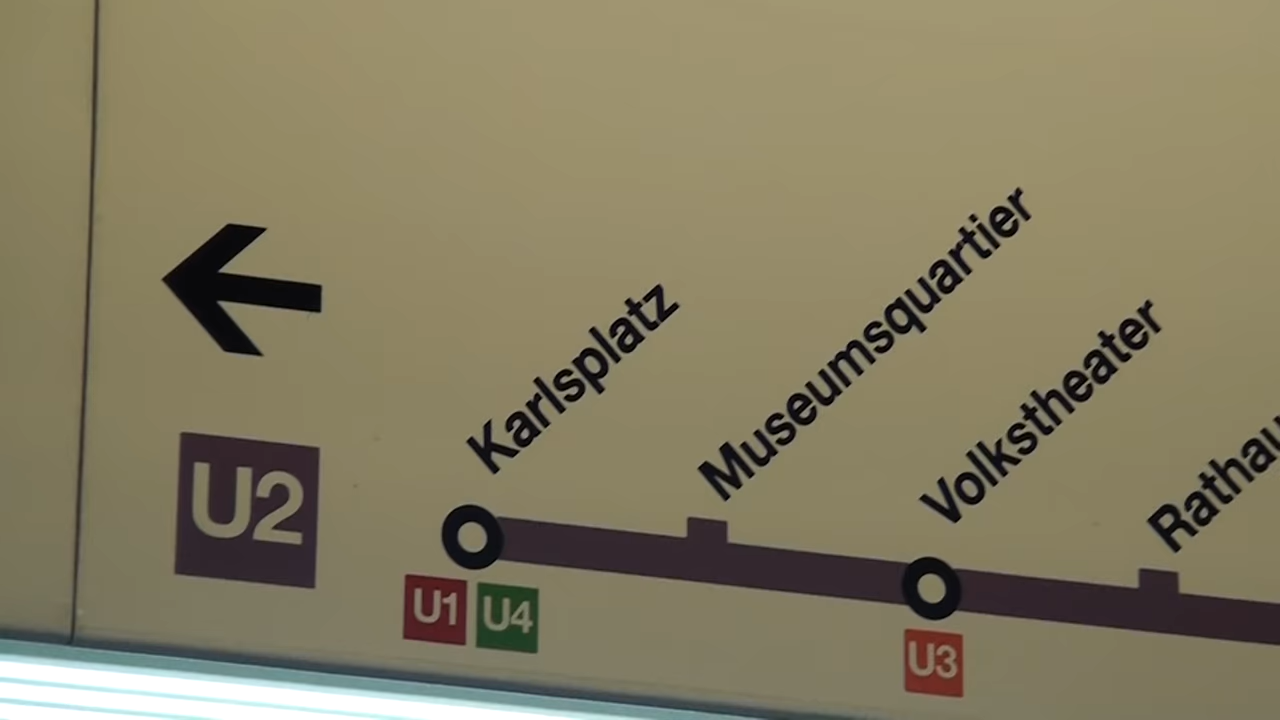 U2
Karlsplatz
U1 U4
Museumsquartier
Volkstheater
U3
Rathau